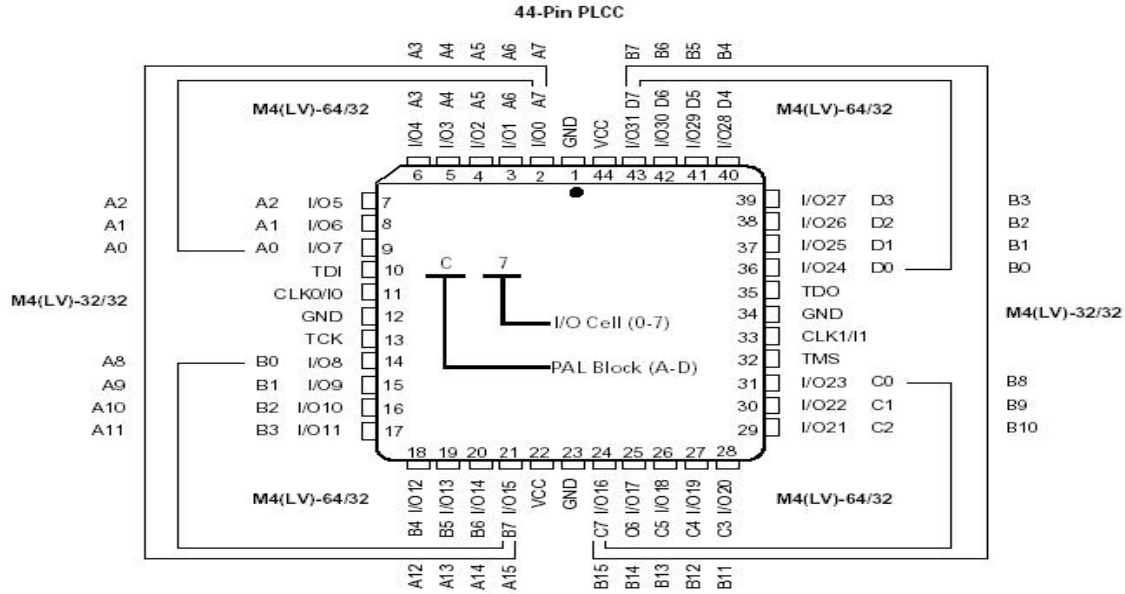 44-Pin PLCC
A3 A4 A5 A6 A7 B7 B6 B5 B4
M4(LV)-64/32 M4(LV)-64/32
A3 A4 A5 A6 A7 D7 D6 D5 D4
I/O4 I/O3 I/O2 I/O1 I/O0 GND VCC I/O31 I/O30 I/O29 I/O28
6 5 4 3 2 1 44 43 42 41 40
A2 A2 I/O5 7 39 I/O27 D3 B3
A1 A1 I/O6 8 38 I/O26 D2 B2
A0 A0 I/O7 9 37 I/O25 D1 B1
TDI 10 C 7 36 I/O24 D0 B0
CLK0/I0 11 35 TDO
M4(LV)-32/32 M4(LV)-32/32
GND 12 I/O Cell (0-7) 34 GND
TCK 13 33 CLK1/I1
A8 B0 I/O8 14 PAL Block (A-D) 32 TMS
A9 B1 I/O9 15 31 I/O23 C0 B8
A10 B2 I/O10 16 30 I/O22 C1 B9
A11 B3 I/O11 17 29 I/O21 C2 B10
18 19 20 21 22 23 24 25 26 27 28
I/O12 I/O13 I/O14 I/O15 VCC GND I/O16 I/O17 I/O18 I/O19 I/O20
M4(LV)-64/32 M4(LV)-64/32
B4 B5 B6 B7 C7 C6 C5 C4 C3
A12 A13 A14 A15 B15 B14 B13 B12 B11